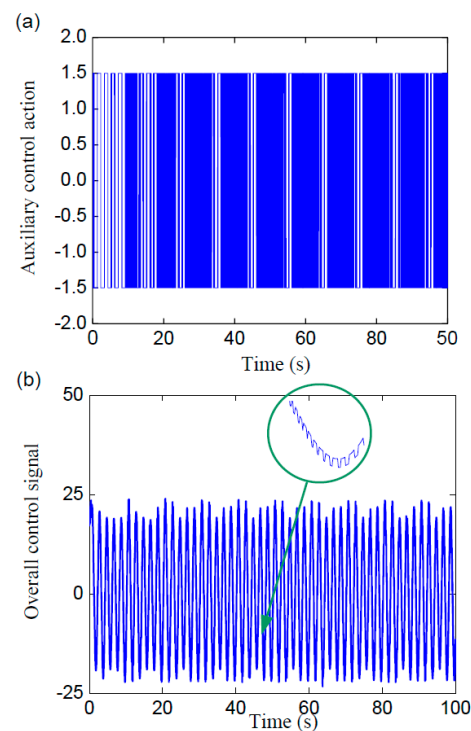 (a)
Auxiliary control action
2.0
1.5
1.0
0.5
0.0
-0.5
-1.0
-1.5
-2.0
0 20 40 60 80 50
Time (s)
(b)
Overall control signal
50
25
0
-25
0 20 40 60 80 100
Time (s)